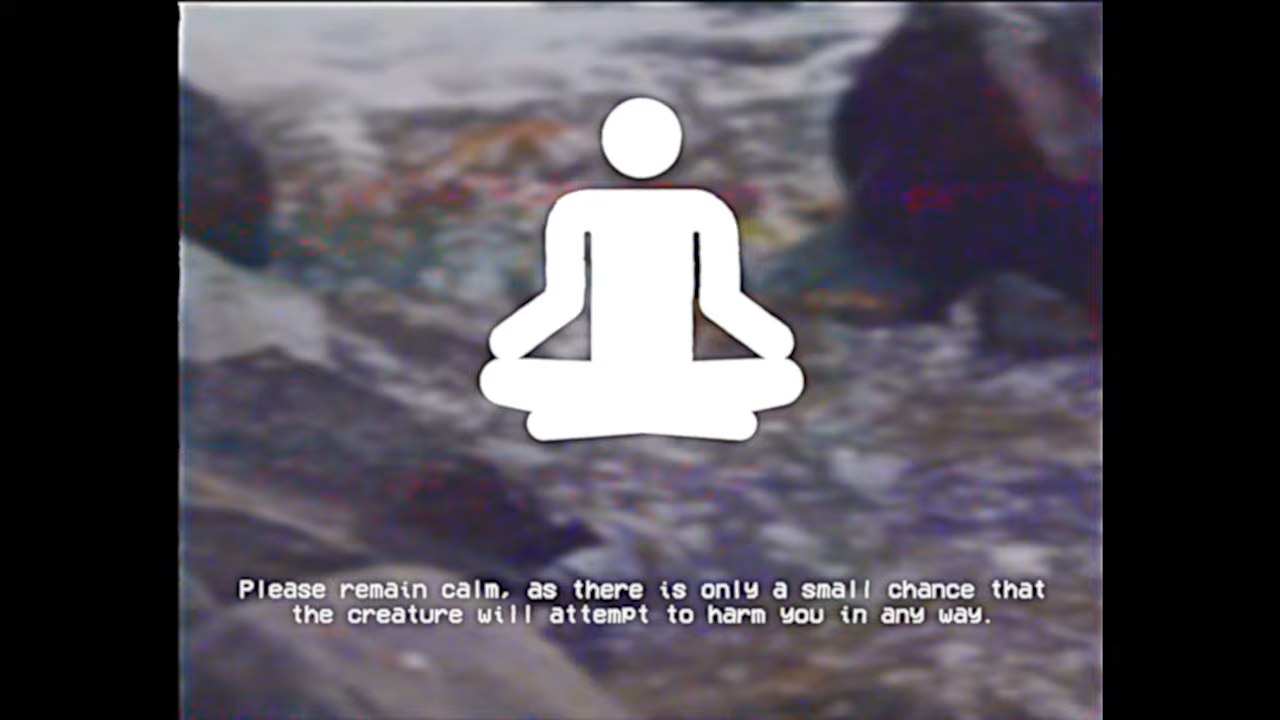 Please remain calm, as there is only a small chance that
the creature will attempt to harm you in any way.